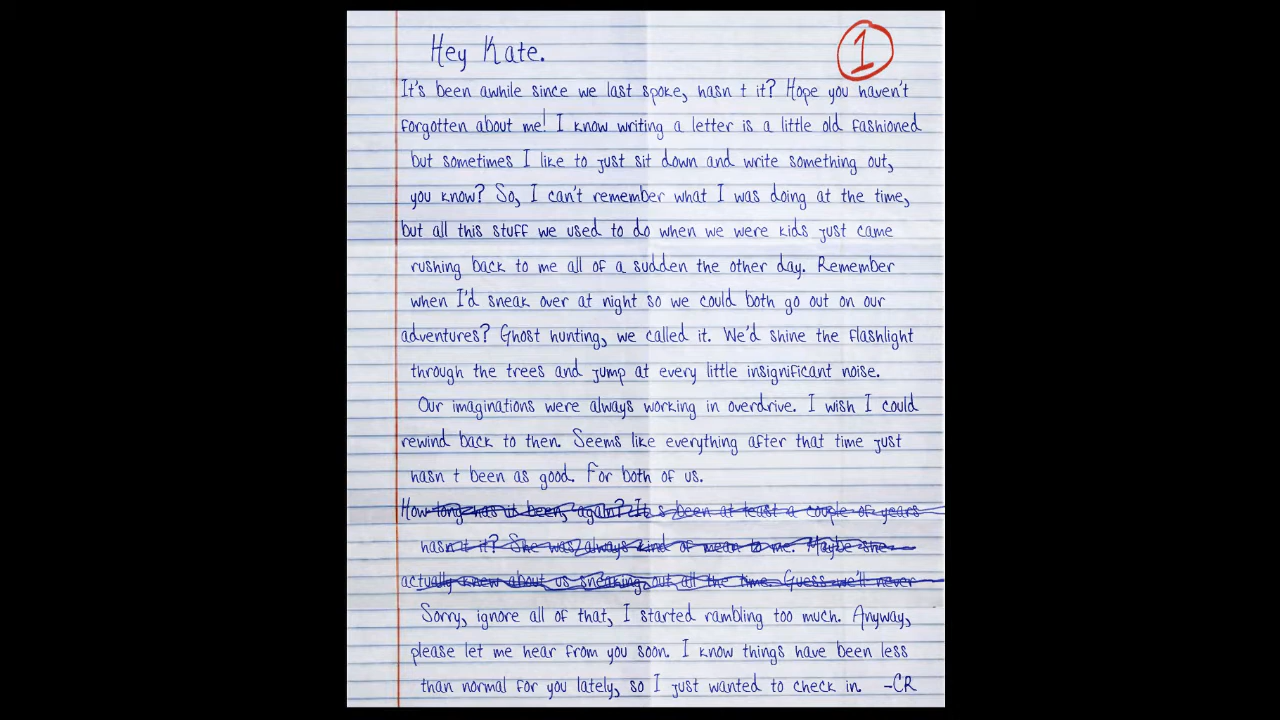 Hey Kate.
1
It's been awhile since we last spoke, hasn t it? Hope you haven't
forgotten about me! I know writing a letter is a little old fashioned
but sometimes I like to just sit down and write something out,
you know? So, I can't remember what I was doing at the time,
but all this stuff we used to do when we were kids just came
rushing back to me all of a sudden the other day. Remember
when I'd sneak over at night so we could both go out on our
adventures? Ghost hunting, we called it. We'd shine the flashlight
through the trees and jump at every little insignificant noise.
Our imaginations were always working in overdrive. I wish I could
rewind back to then. Seems like everything after that time just
hasn t been as good. For both of us.
How long has it been, again? It s been at least a couple of years
hasn't it? She was always kind of mean to me. Maybe she
actually knew about us sneaking out all the time. Guess we'll never
Sorry, ignore all of that, I started rambling too much. Anyway,
please let me hear from you soon. I know things have been less
than normal for you lately, so I just wanted to check in. -CR